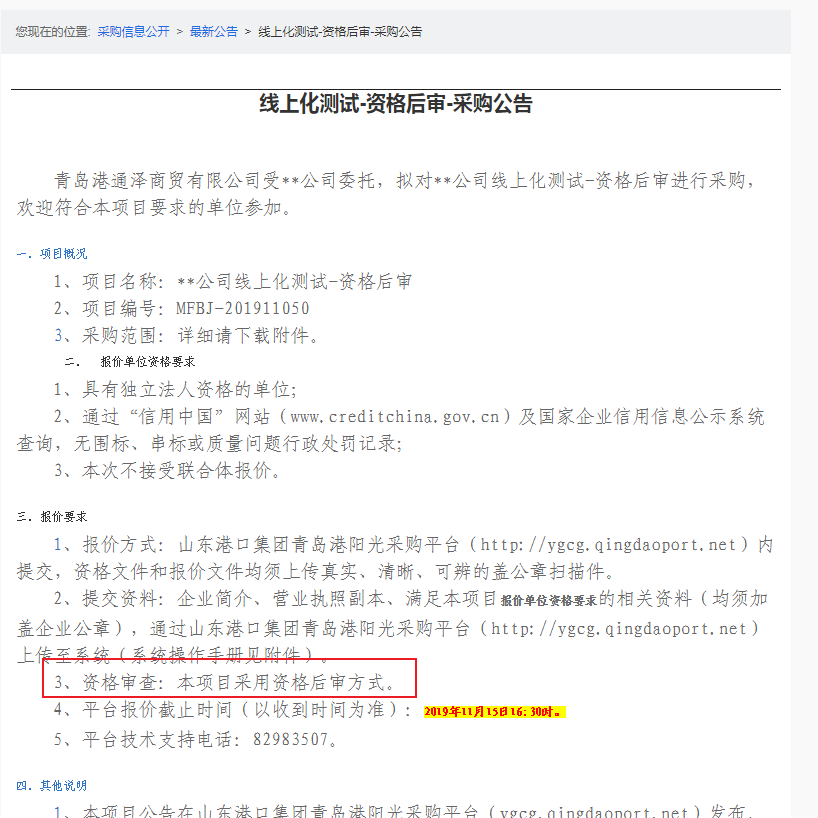 您现在的位置: 采购信息公开 > 最新公告 > 线上化测试-资格后审-采购公告
线上化测试-资格后审-采购公告
青岛港通泽商贸有限公司受**公司委托，拟对**公司线上化测试-资格后审进行采购，
欢迎符合本项目要求的单位参加。
一．项目概况
1、项目名称：**公司线上化测试-资格后审
2、项目编号：MFBJ-201911050
3、采购范围：详细请下载附件。
二． 报价单位资格要求
1、具有独立法人资格的单位;
2、通过“信用中国”网站（www.creditchina.gov.cn）及国家企业信用信息公示系统
查询，无围标、串标或质量问题行政处罚记录;
3、本次不接受联合体报价。
三．报价要求
1、报价方式：山东港口集团青岛港阳光采购平台（http://ygcg.qingdaoport.net）内
提交，资格文件和报价文件均须上传真实、清晰、可辨的盖公章扫描件。
2、提交资料：企业简介、营业执照副本、满足本项目报价单位资格要求的相关资料（均须加
盖企业公章），通过山东港口集团青岛港阳光采购平台（http://ygcg.qingdaoport.net）
上传至系统（系统操作手册见附件）。
3、资格审查：本项目采用资格后审方式。
4、平台报价截止时间（以收到时间为准）：2019年11月15日16:30时。
5、平台技术支持电话：82983507。
四．其他说明
1、本项目公告在山东港口集团青岛港阳光采购平台（ygcg.qingdaoport.net）发布，